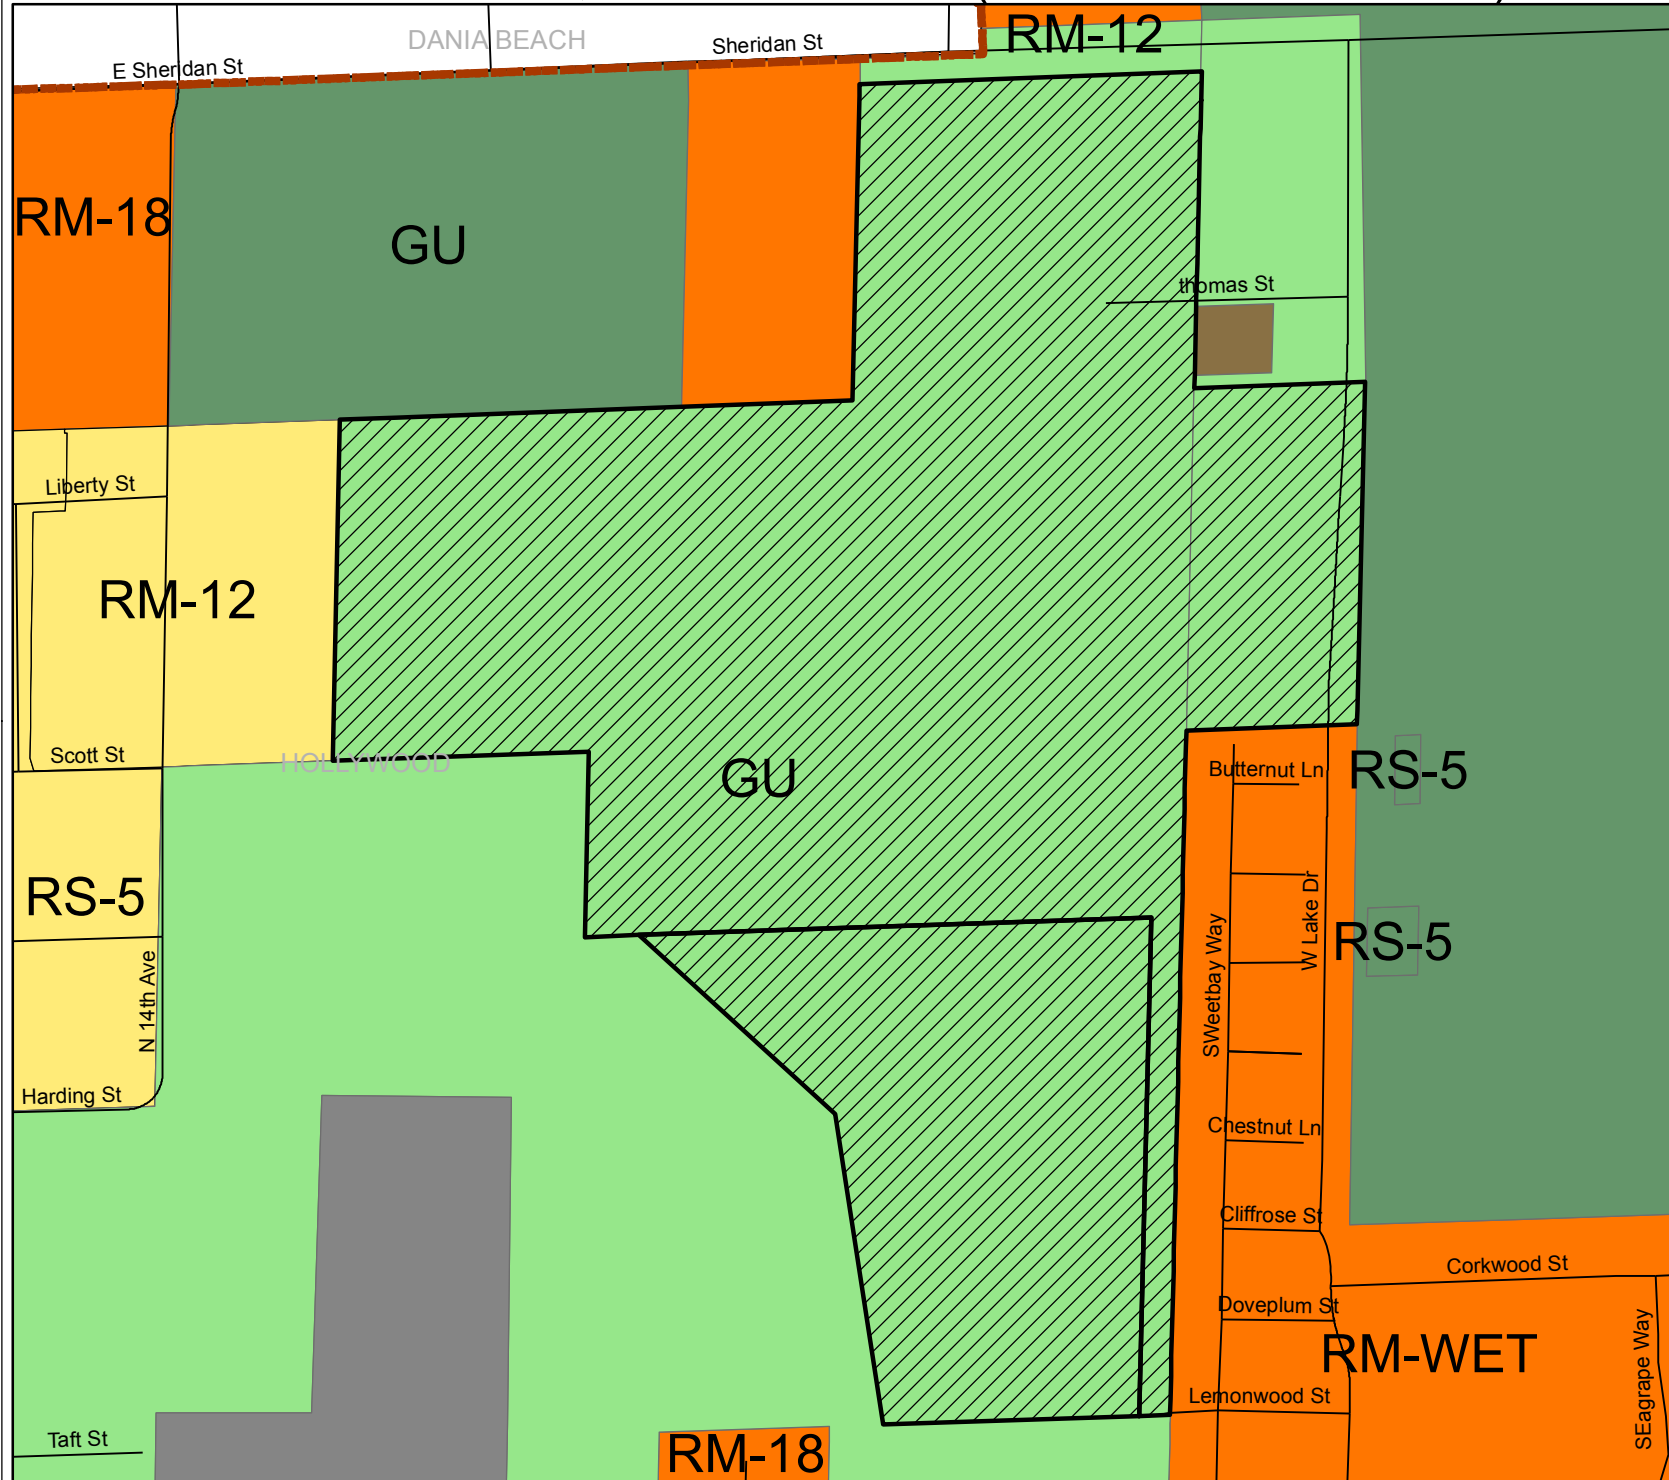 RM-12
DANIA BEACH
Sheridan St
E Sheridan St
RM-18
GU
thomas St
Liberty St
RM-12
Scott St
HOLLYWOOD
GU
Butternut Ln
RS-5
RS-5
W Lake Dr
SWeetbay Way
RS-5
N 14th Ave
Harding St
Chestnut Ln
Cliffrose St
Corkwood St
Doveplum St
RM-WET
SEagrape Way
Lemonwood St
Taft St
RM-18